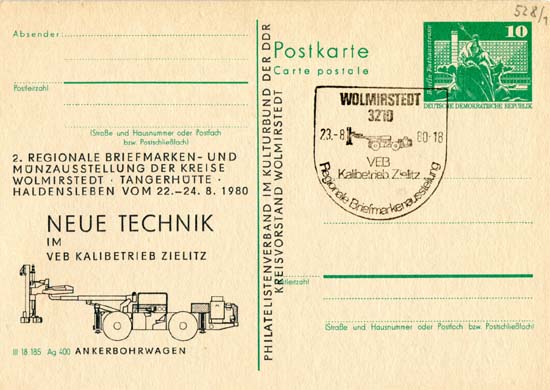 528/1
Absender
Postleitzahl
(Straße und Hausnummer oder Postfach
bzw. Postschließfach)
2. REGIONALE BRIEFMARKEN- UND
MÜNZAUSSTELLUNG DER KREISE
WOLMIRSTEDT · TANGERHÜTTE ·
HALDENSLEBEN VOM 22.–24. 8. 1980
NEUE TECHNIK
IM
VEB KALIBETRIEB ZIELITZ
III 18 185 Ag 400 ANKERBOHRWAGEN
PHILATELISTENVERBAND IM KULTURBUND DER DDR
KREISVORSTAND WOLMIRSTEDT
Postkarte
Carte postale
10
Berlin, Rathausstraße
DEUTSCHE DEMOKRATISCHE REPUBLIK
WOLMIRSTEDT
3210
23.-8. 80-18
VEB
Kalibetrieb Zielitz
Regionale Briefmarkenausstellung
leitzahl
(Straße und Hausnummer oder Postfach bzw. Postschließfach)